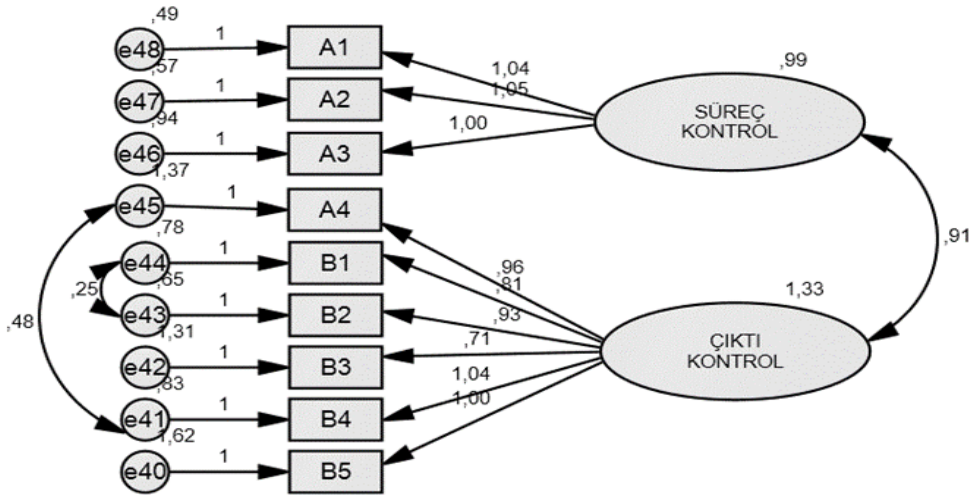 ,49
e48
1
A1
,57
e47
1
A2
,94
e46
1
A3
1,37
e45
1
A4
,78
e44
1
B1
,65
e43
1
B2
1,31
e42
1
B3
,83
e41
1
B4
1,62
e40
1
B5
,25
,48
1,04
1,05
1,00
,99
SÜREÇ
KONTROL
,91
,96
,81
,93
,71
1,04
1,00
1,33
ÇIKTI
KONTROL